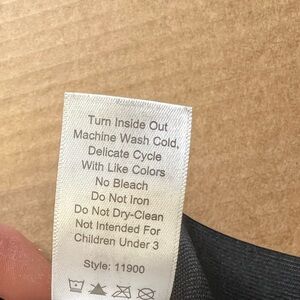 Turn Inside Out
Machine Wash Cold,
Delicate Cycle
With Like Colors
No Bleach
Do Not Iron
Do Not Dry-Clean
Not Intended For
Children Under 3
Style: 11900